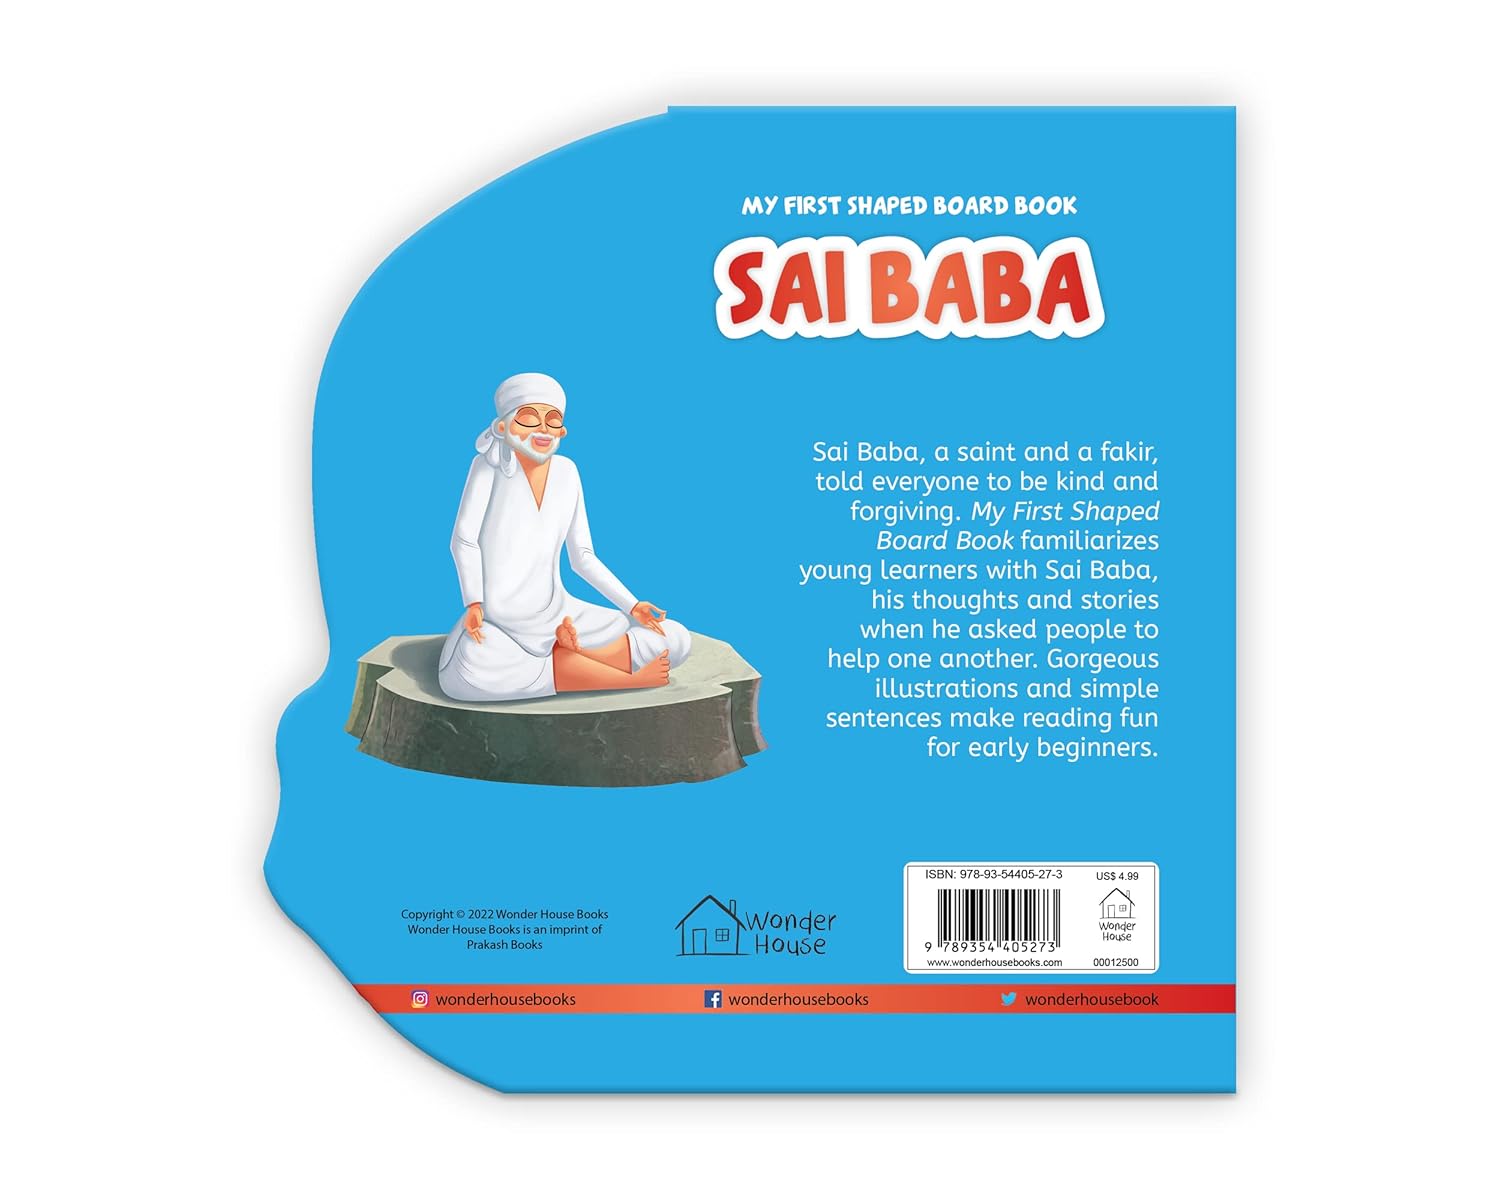 MY FIRST SHAPED BOARD BOOK
SAI BABA
Sai Baba, a saint and a fakir,
told everyone to be kind and
forgiving. My First Shaped
Board Book familiarizes
young learners with Sai Baba,
his thoughts and stories
when he asked people to
help one another. Gorgeous
illustrations and simple
sentences make reading fun
for early beginners.
Copyright © 2022 Wonder House Books
Wonder House Books is an imprint of
Prakash Books
Wonder
House
ISBN: 978-93-54405-27-3
US$ 4.99
Wonder
House
9 789354 405273
www.wonderhousebooks.com
00012500
wonderhousebooks
wonderhousebooks
wonderhousebook